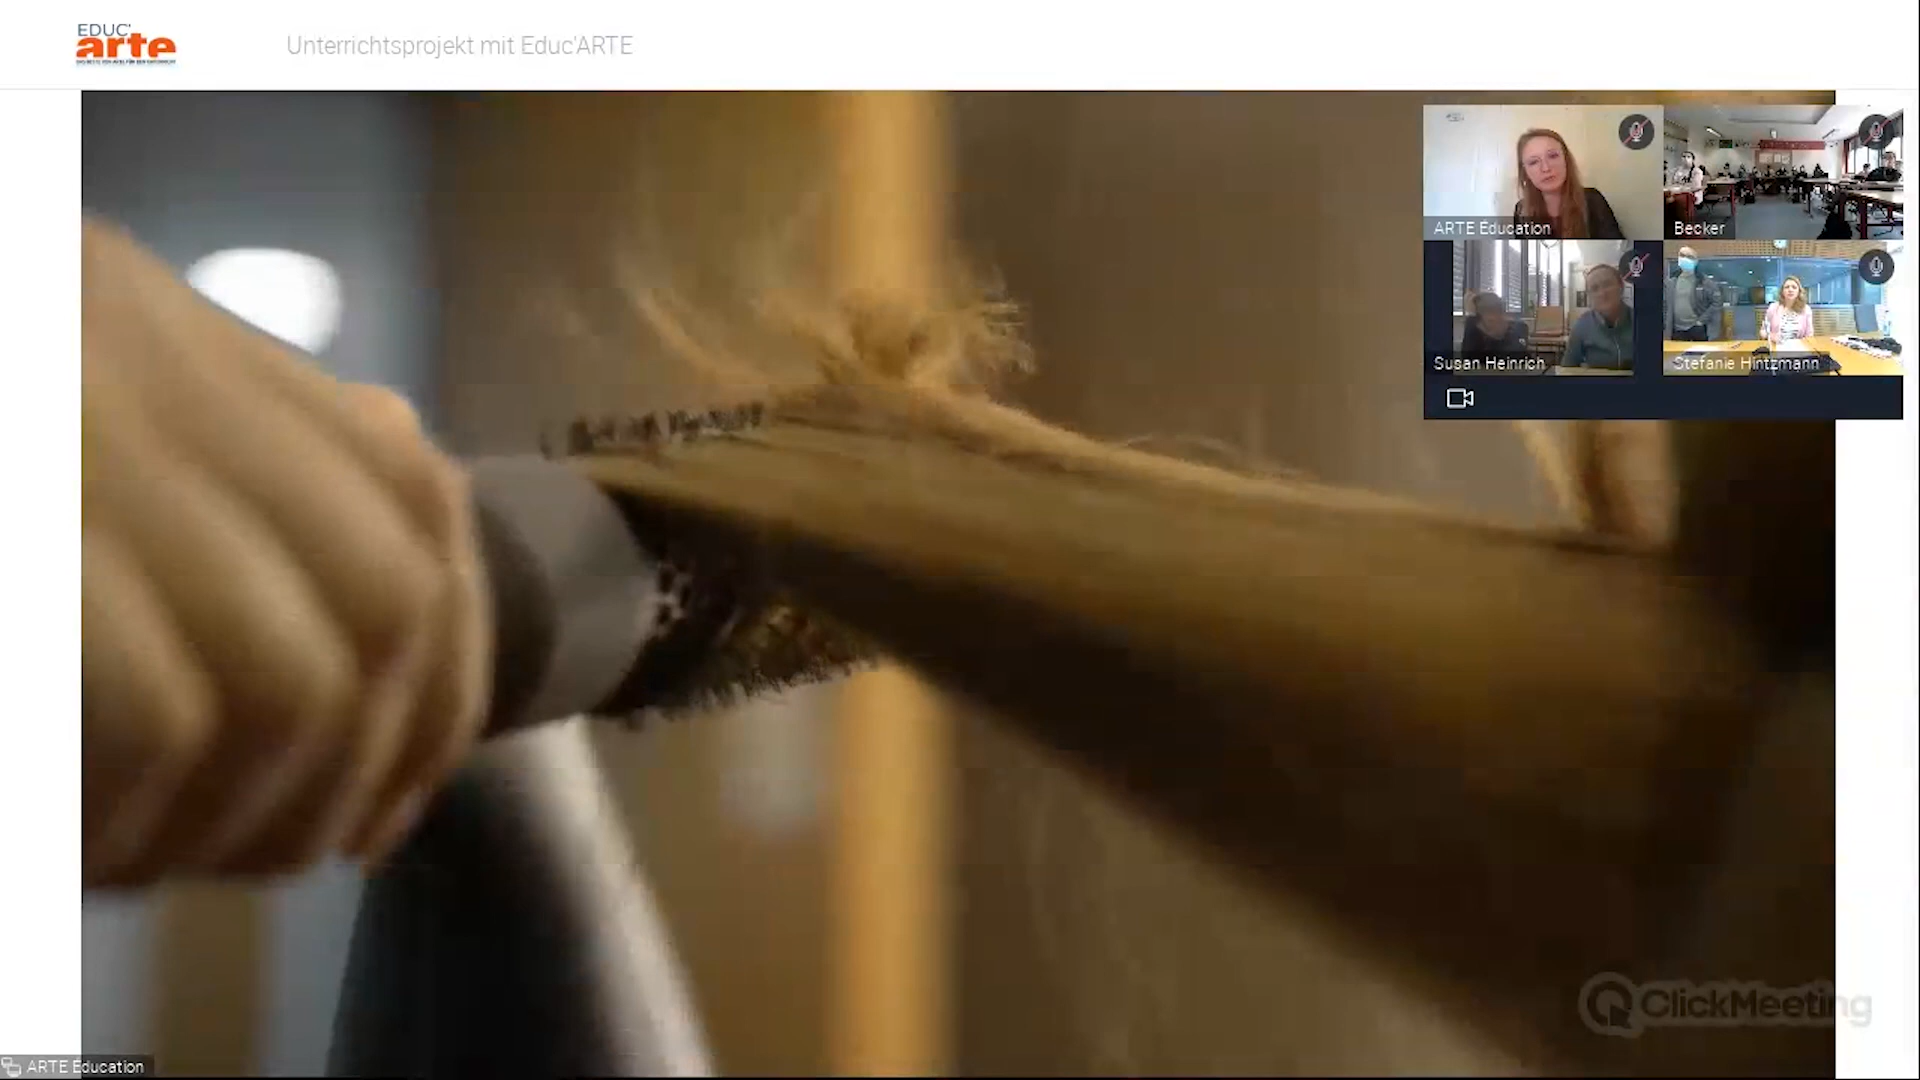 EDUC'
arte
Unterrichtsprojekt mit Educ'ARTE
ARTE Education
Becker
Susan Heinrich
Stefanie Hintzmann
ClickMeeting
ARTE Education